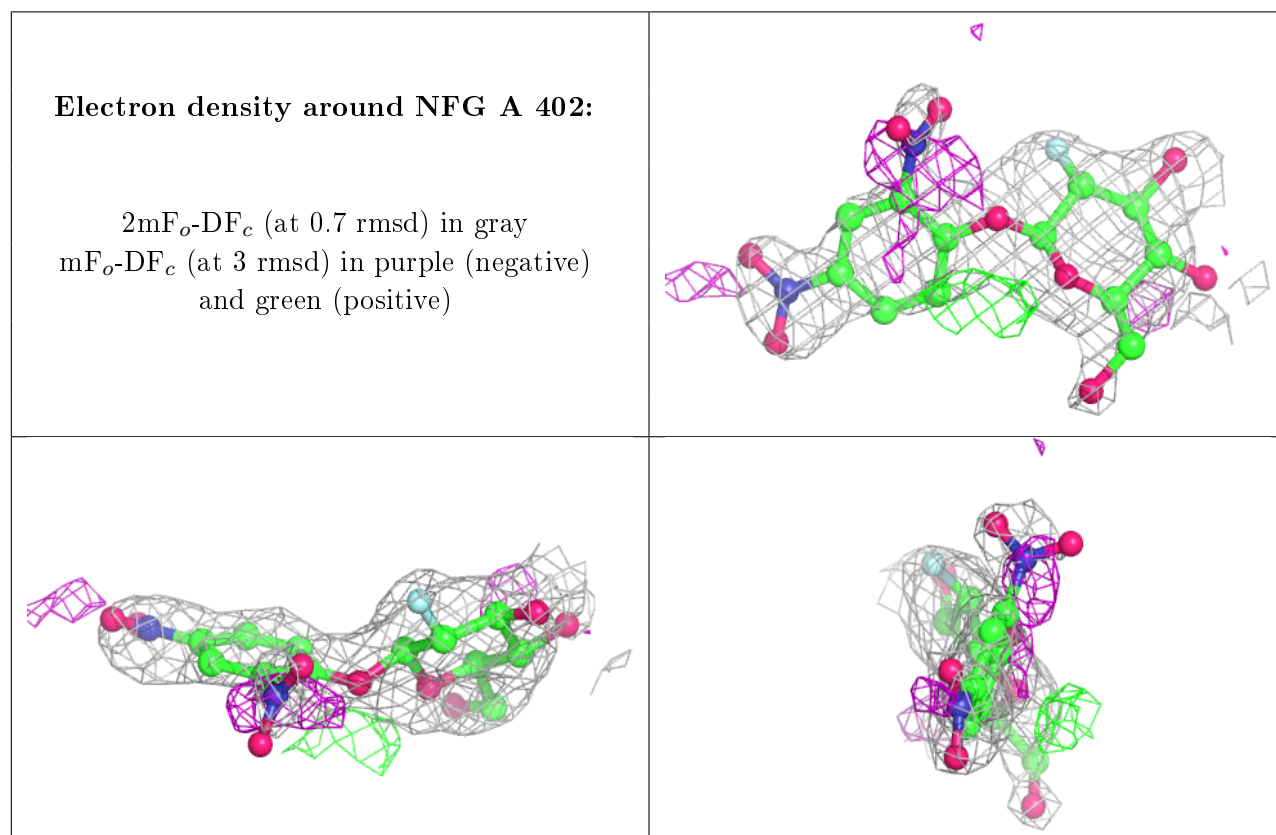 Electron density around NFG A 402:
2mFₒ-DF𝒸 (at 0.7 rmsd) in gray
mFₒ-DF𝒸 (at 3 rmsd) in purple (negative)
and green (positive)